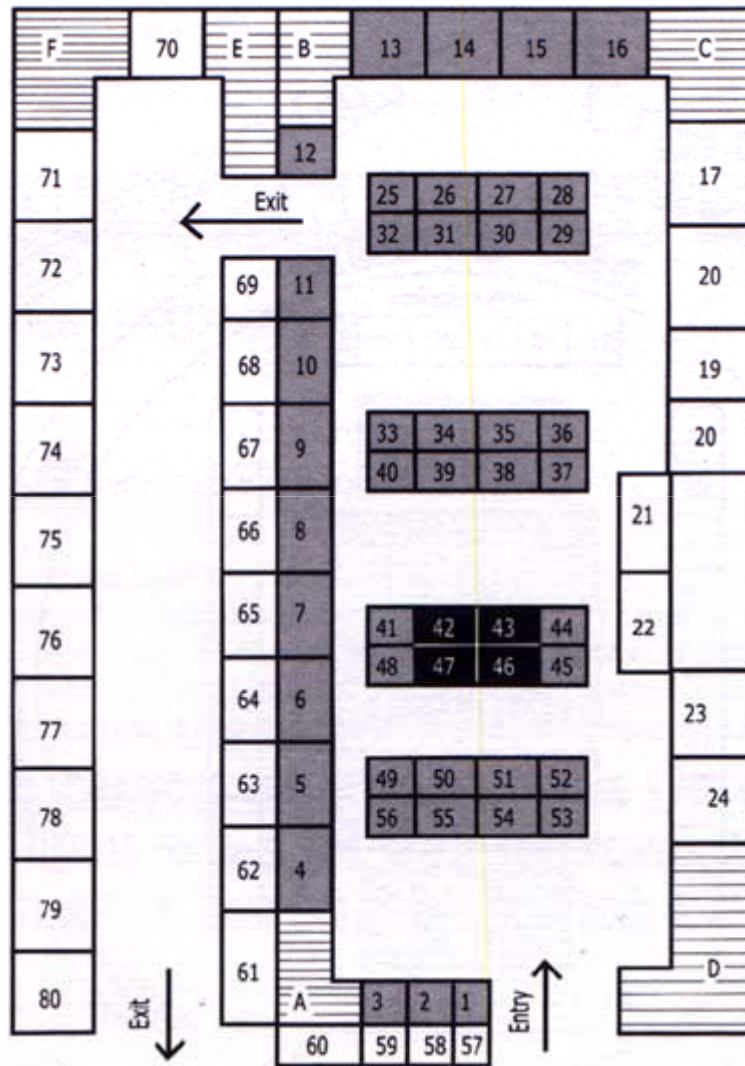 F 70 E B 13 14 15 16 C
12
71 17
25 26 27 28
Exit
32 31 30 29
72 20
69 11
73 68 10 19
33 34 35 36 20
74 67 9
40 39 38 37
21
75 66 8
76 65 7 41 42 43 44 22
48 47 46 45
77 64 6 23
49 50 51 52
78 63 5 24
56 55 54 53
79 62 4
61 D
80 Exit A 3 2 1 Entry
60 59 58 57